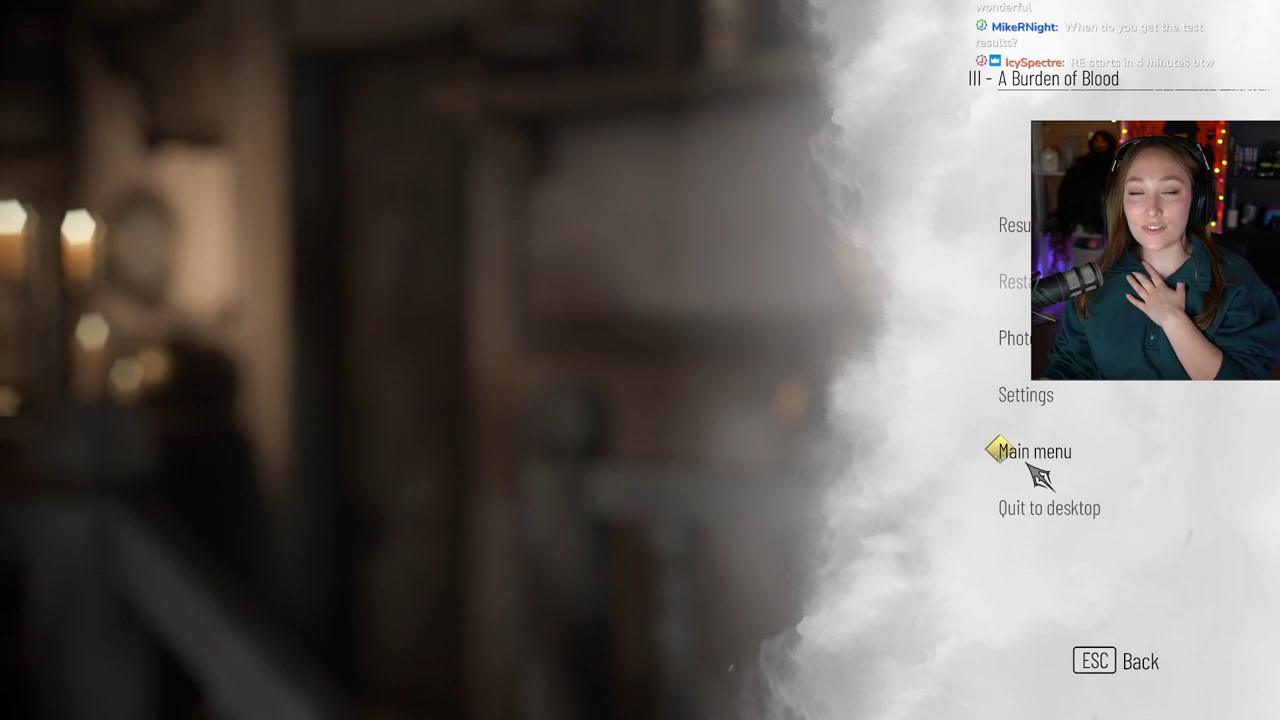 wonderful
MikeRNight: When do you get the test
results?
IcySpectre: RE starts in 4 minutes btw
III - A Burden of Blood
Resu
Resta
Photo
Settings
Main menu
Quit to desktop
ESC Back